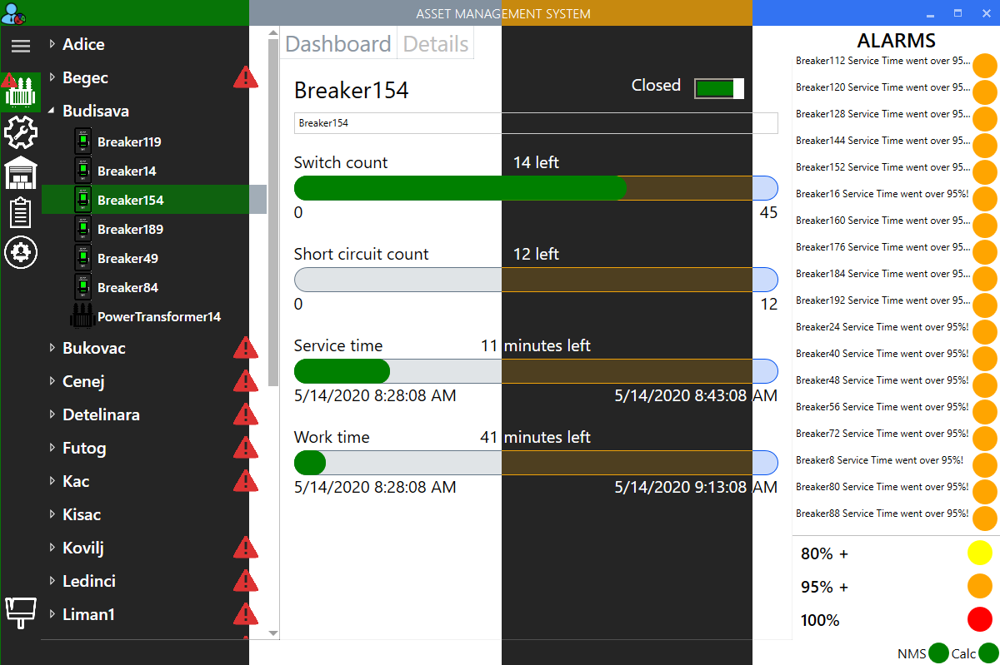 ASSET MANAGEMENT SYSTEM
Adice
Begec
Budisava
Breaker119
Breaker14
Breaker154
Breaker189
Breaker49
Breaker84
PowerTransformer14
Bukovac
Cenej
Detelinara
Futog
Kac
Kisac
Kovilj
Ledinci
Liman1
Dashboard Details
Breaker154
Closed
Breaker154
Switch count 14 left
0 45
Short circuit count 12 left
0 12
Service time 11 minutes left
5/14/2020 8:28:08 AM 5/14/2020 8:43:08 AM
Work time 41 minutes left
5/14/2020 8:28:08 AM 5/14/2020 9:13:08 AM
ALARMS
Breaker112 Service Time went over 95...
Breaker120 Service Time went over 95...
Breaker128 Service Time went over 95...
Breaker144 Service Time went over 95...
Breaker152 Service Time went over 95...
Breaker16 Service Time went over 95%!
Breaker160 Service Time went over 95...
Breaker176 Service Time went over 95...
Breaker184 Service Time went over 95...
Breaker192 Service Time went over 95...
Breaker24 Service Time went over 95%!
Breaker40 Service Time went over 95%!
Breaker48 Service Time went over 95%!
Breaker56 Service Time went over 95%!
Breaker72 Service Time went over 95%!
Breaker8 Service Time went over 95%!
Breaker80 Service Time went over 95%!
Breaker88 Service Time went over 95%!
80% +
95% +
100%
NMS Calc